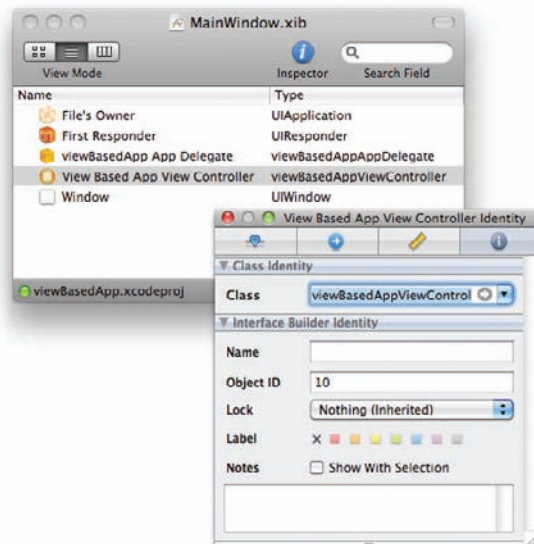 MainWindow.xib
View Mode
Inspector
Search Field
Name Type
File's Owner UIApplication
First Responder UIResponder
viewBasedApp App Delegate viewBasedAppAppDelegate
View Based App View Controller viewBasedAppViewController
Window UIWindow
viewBasedApp.xcodeproj
View Based App View Controller Identity
Class Identity
Class viewBasedAppViewControl
Interface Builder Identity
Name
Object ID 10
Lock Nothing (Inherited)
Label
Notes Show With Selection